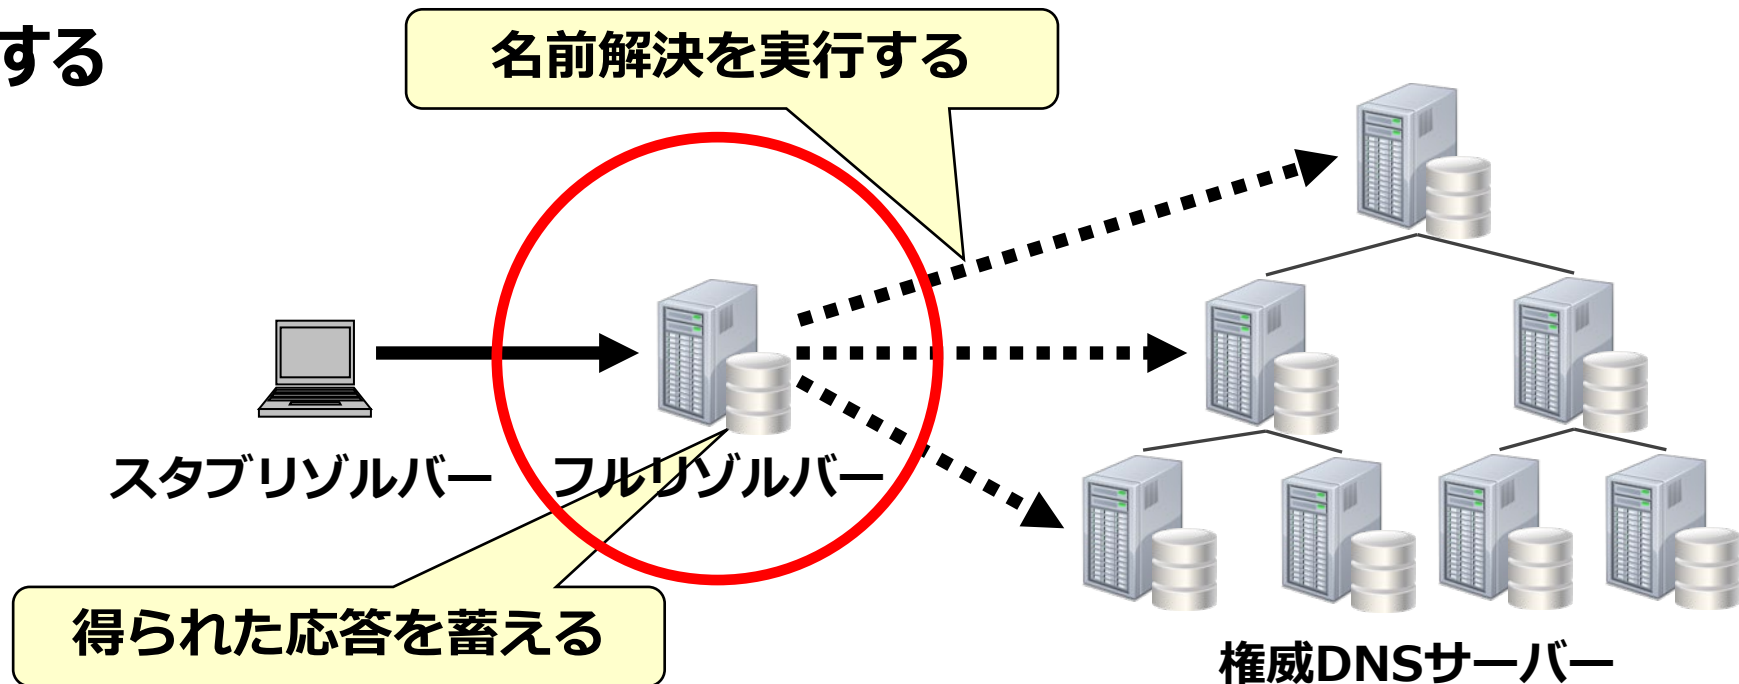 する
名前解決を実行する
スタブリゾルバー
フルリゾルバー
得られた応答を蓄える
権威DNSサーバー